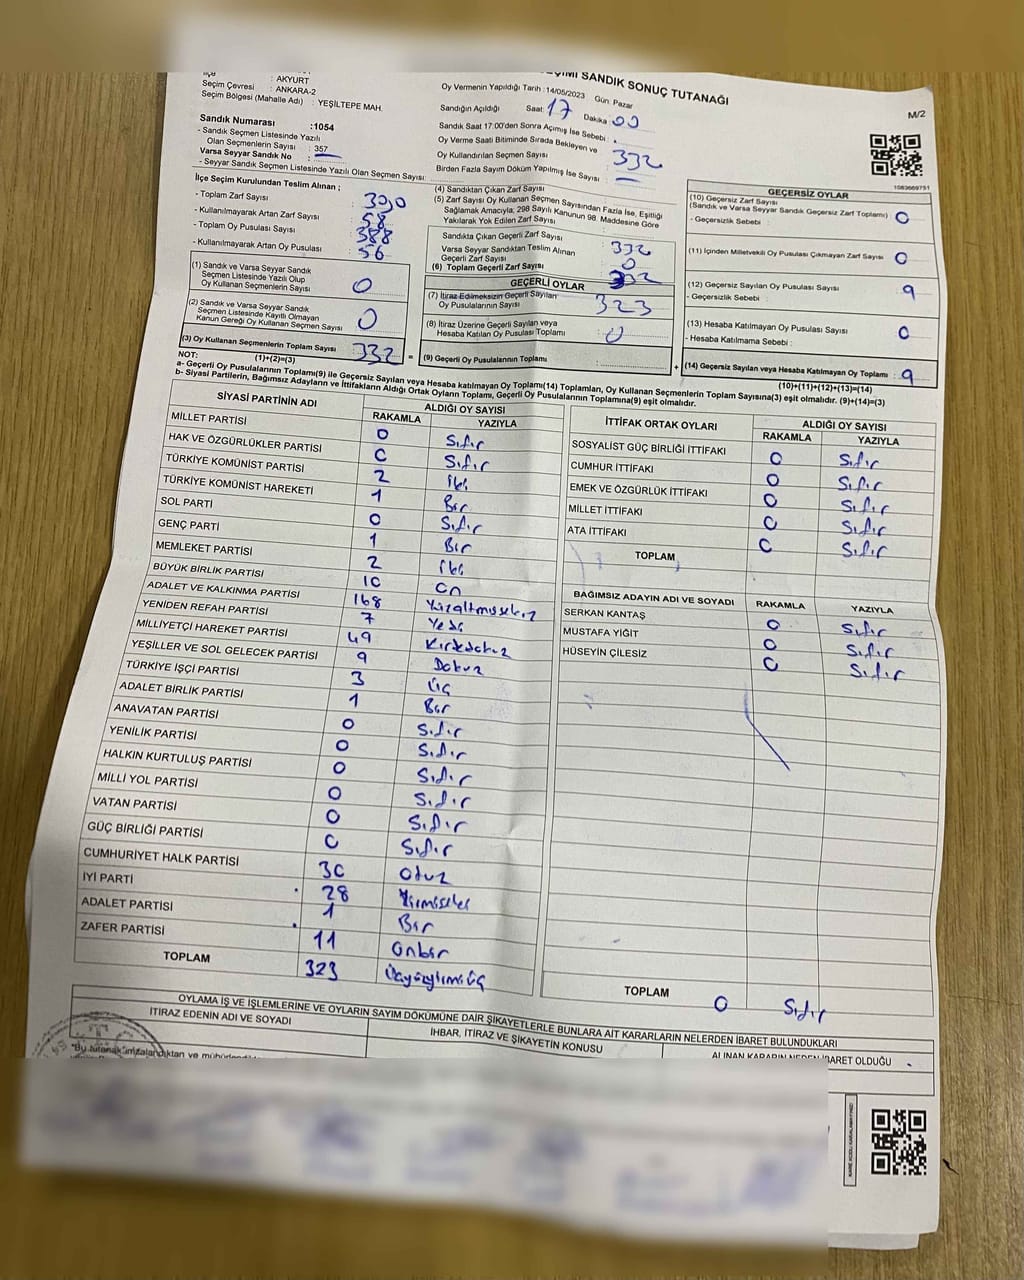 ÇİMİ SANDIK SONUÇ TUTANAĞI
M/2
İlçe : AKYURT
Seçim Çevresi : ANKARA-2
Seçim Bölgesi (Mahalle Adı) : YEŞİLTEPE MAH.
Oy Vermenin Yapıldığı Tarih :14/05/2023 Gün: Pazar
Sandığın Açıldığı Saat: 17 Dakika : 00
Sandık Saat 17:00'den Sonra Açımış İse Sebebi :
Oy Verme Saati Bitiminde Sırada Bekleyen ve
Oy Kullandırılan Seçmen Sayısı : 332
Birden Fazla Sayım Döküm Yapılmış İse Sayısı : —
Sandık Numarası :1054
- Sandık Seçmen Listesinde Yazılı
Olan Seçmenlerin Sayısı : 357
Varsa Seyyar Sandık No : —
- Seyyar Sandık Seçmen Listesinde Yazılı Olan Seçmen Sayısı:
1083669751
İlçe Seçim Kurulundan Teslim Alınan ;
- Toplam Zarf Sayısı
- Kullanılmayarak Artan Zarf Sayısı : 58
- Toplam Oy Pusulası Sayısı : 388
- Kullanılmayarak Artan Oy Pusulası : 56
(1) Sandık ve Varsa Seyyar Sandık
Seçmen Listesinde Yazılı Olup
Oy Kullanan Seçmenlerin Sayısı : 0
(2) Sandık ve Varsa Seyyar Sandık
Seçmen Listesinde Kayıtlı Olmayan
Kanun Gereği Oy Kullanan Seçmen Sayısı : 0
(3) Oy Kullanan Seçmenlerin Toplam Sayısı : 332 =
(4) Sandıktan Çıkan Zarf Sayısı
(5) Zarf Sayısı Oy Kullanan Seçmen Sayısından Fazla İse, Eşitliği
Sağlamak Amacıyla, 298 Sayılı Kanunun 98. Maddesine Göre
Yakılarak Yok Edilen Zarf Sayısı :
Sandıkta Çıkan Geçerli Zarf Sayısı : 332
Varsa Seyyar Sandıktan Teslim Alınan
Geçerli Zarf Sayısı : 0
(6) Toplam Geçerli Zarf Sayısı : 332
GEÇERLİ OYLAR
(7) İtiraz Edilmeksizin Geçerli Sayılan
Oy Pusulalarının Sayısı : 323
(8) İtiraz Üzerine Geçerli Sayılan veya
Hesaba Katılan Oy Pusulası Toplamı : 0
(9) Geçerli Oy Pusulalarının Toplamı : +
GEÇERSİZ OYLAR
(10) Geçersiz Zarf Sayısı
(Sandık ve Varsa Seyyar Sandık Geçersiz Zarf Toplamı) : 0
- Geçersizlik Sebebi :
(11) İçinden Milletvekili Oy Pusulası Çıkmayan Zarf Sayısı : 0
(12) Geçersiz Sayılan Oy Pusulası Sayısı : 9
- Geçersizlik Sebebi :
(13) Hesaba Katılmayan Oy Pusulası Sayısı : 0
- Hesaba Katılmama Sebebi :
(14) Geçersiz Sayılan veya Hesaba Katılmayan Oy Toplamı : 9
NOT: (1)+(2)=(3)
(10)+(11)+(12)+(13)=(14)
a- Geçerli Oy Pusulaları Toplamı(9) ile Geçersiz Sayılan veya Hesaba katılmayan Oy Toplamı(14) Toplamları, Oy Kullanan Seçmenlerin Toplam Sayısına(3) eşit olmalıdır. (9)+(14)=(3)
b- Siyasi Partilerin, Bağımsız Adayların ve İttifakların Aldığı Ortak Oyların Toplamı, Geçerli Oy Pusulalarının Toplamına(9) eşit olmalıdır.
SİYASİ PARTİNİN ADI ALDIĞI OY SAYISI
RAKAMLA YAZIYLA
MİLLET PARTİSİ 0 Sıfır
HAK VE ÖZGÜRLÜKLER PARTİSİ 0 Sıfır
TÜRKİYE KOMÜNİST PARTİSİ 2 İki
TÜRKİYE KOMÜNİST HAREKETİ 1 Bir
SOL PARTİ 0 Sıfır
GENÇ PARTİ 1 Bir
MEMLEKET PARTİSİ 2 İki
BÜYÜK BİRLİK PARTİSİ 10 On
ADALET VE KALKINMA PARTİSİ 168 Yüzaltmışsekiz
YENİDEN REFAH PARTİSİ 7 Yedi
MİLLİYETÇİ HAREKET PARTİSİ 49 Kırkdokuz
YEŞİLLER VE SOL GELECEK PARTİSİ 9 Dokuz
TÜRKİYE İŞÇİ PARTİSİ 3 Üç
ADALET BİRLİK PARTİSİ 1 Bir
ANAVATAN PARTİSİ 0 Sıfır
YENİLİK PARTİSİ 0 Sıfır
HALKIN KURTULUŞ PARTİSİ 0 Sıfır
MİLLİ YOL PARTİSİ 0 Sıfır
VATAN PARTİSİ 0 Sıfır
GÜÇ BİRLİĞİ PARTİSİ 0 Sıfır
CUMHURİYET HALK PARTİSİ 30 Otuz
İYİ PARTİ 28 Yirmisekiz
ADALET PARTİSİ 1 Bir
ZAFER PARTİSİ 11 Onbir
TOPLAM 323 Üçyüzyirmiüç
İTTİFAK ORTAK OYLARI ALDIĞI OY SAYISI
RAKAMLA YAZIYLA
SOSYALİST GÜÇ BİRLİĞİ İTTİFAKI 0 Sıfır
CUMHUR İTTİFAKI 0 Sıfır
EMEK VE ÖZGÜRLÜK İTTİFAKI 0 Sıfır
MİLLET İTTİFAKI 0 Sıfır
ATA İTTİFAKI 0 Sıfır
TOPLAM
BAĞIMSIZ ADAYIN ADI VE SOYADI RAKAMLA YAZIYLA
SERKAN KANTAŞ 0 Sıfır
MUSTAFA YİĞİT 0 Sıfır
HÜSEYİN ÇİLESİZ 0 Sıfır
TOPLAM 0 Sıfır
OYLAMA İŞ VE İŞLEMLERİNE VE OYLARIN SAYIM DÖKÜMÜNE DAİR ŞİKAYETLERLE BUNLARA AİT KARARLARIN NELERDEN İBARET BULUNDUKLARI
İTİRAZ EDENİN ADI VE SOYADI İHBAR, İTİRAZ VE ŞİKAYETİN KONUSU ALINAN KARARIN NEDEN İBARET OLDUĞU
"Bu tutanak imzalandıktan ve
KARE KODU KARALAMAYINIZ!